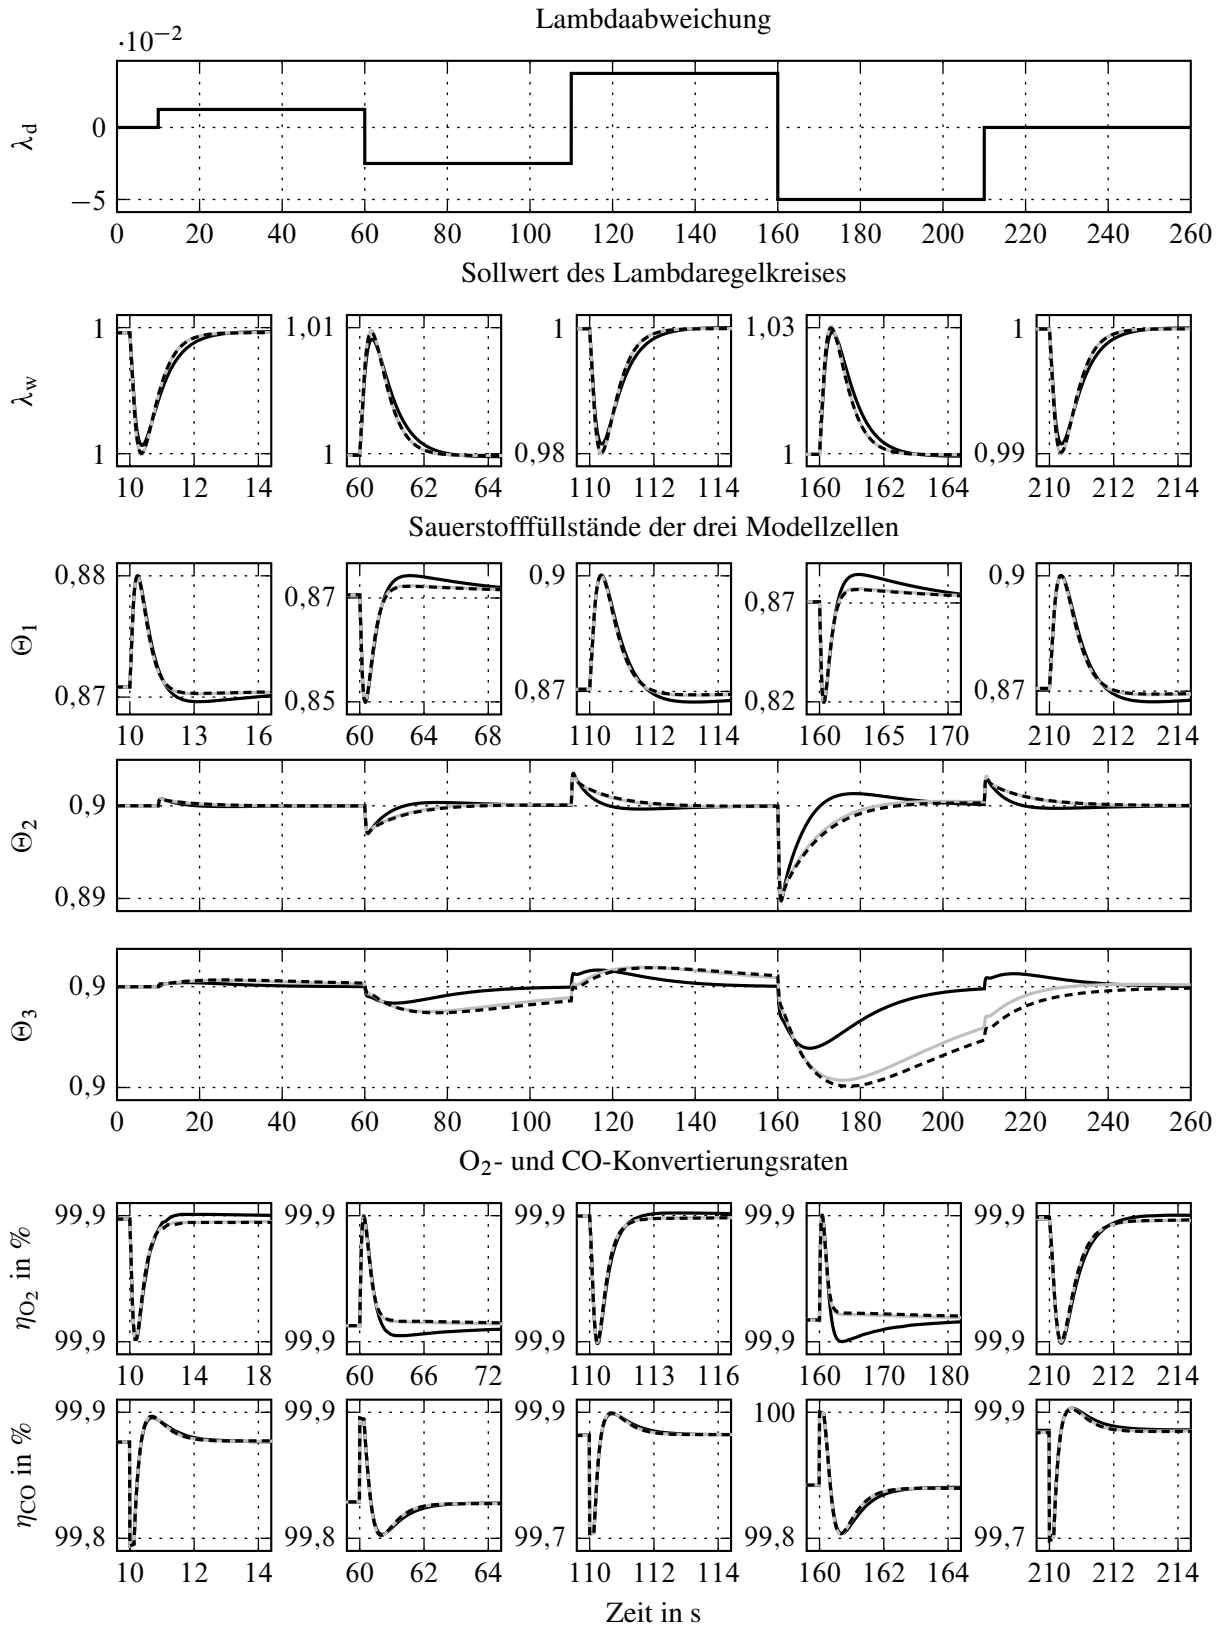 Lambdaabweichung
·10⁻²
λd
0
−5
0 20 40 60 80 100 120 140 160 180 200 220 240 260
Sollwert des Lambdaregelkreises
λw
1 1,01 1 1,03 1
1 1 0,98 1 0,99
10 12 14 60 62 64 110 112 114 160 162 164 210 212 214
Sauerstofffüllstände der drei Modellzellen
Θ1
0,88 0,87 0,9 0,87 0,9
0,87 0,85 0,87 0,82 0,87
10 13 16 60 64 68 110 112 114 160 165 170 210 212 214
Θ2
0,9
0,89
Θ3
0,9
0,9
0 20 40 60 80 100 120 140 160 180 200 220 240 260
O₂- und CO-Konvertierungsraten
ηO₂ in %
99,9 99,9 99,9 99,9 99,9
99,9 99,9 99,9 99,9 99,9
10 14 18 60 66 72 110 113 116 160 170 180 210 212 214
ηCO in %
99,9 99,9 99,9 100 99,9
99,8 99,8 99,7 99,8 99,7
10 12 14 60 62 64 110 112 114 160 162 164 210 212 214
Zeit in s